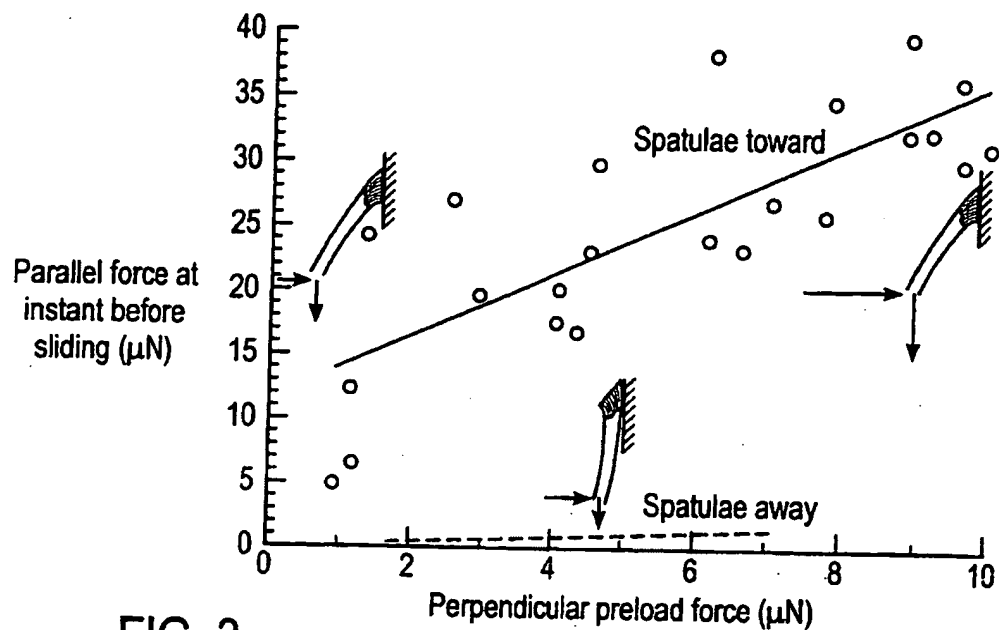 40
35
30
25
20
15
10
5
0
Parallel force at
instant before
sliding (μN)
Spatulae toward
Spatulae away
0 2 4 6 8 10
Perpendicular preload force (μN)